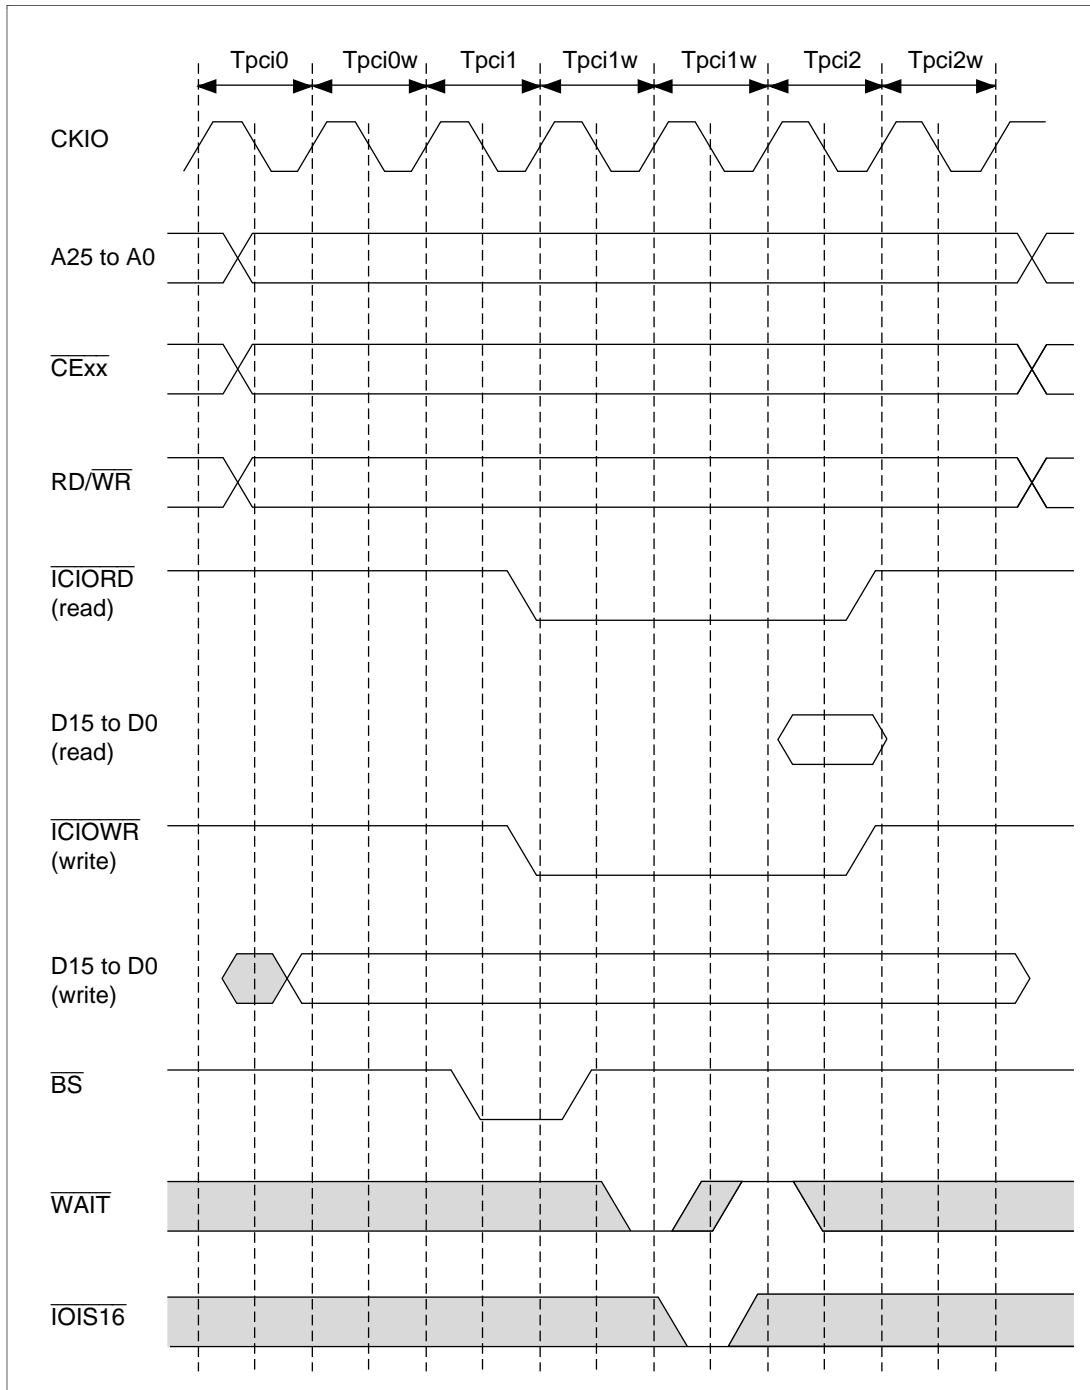 Tpci0 Tpci0w Tpci1 Tpci1w Tpci1w Tpci2 Tpci2w
CKIO
A25 to A0
CExx
RD/WR
ICIORD
(read)
D15 to D0
(read)
ICIOWR
(write)
D15 to D0
(write)
BS
WAIT
IOIS16